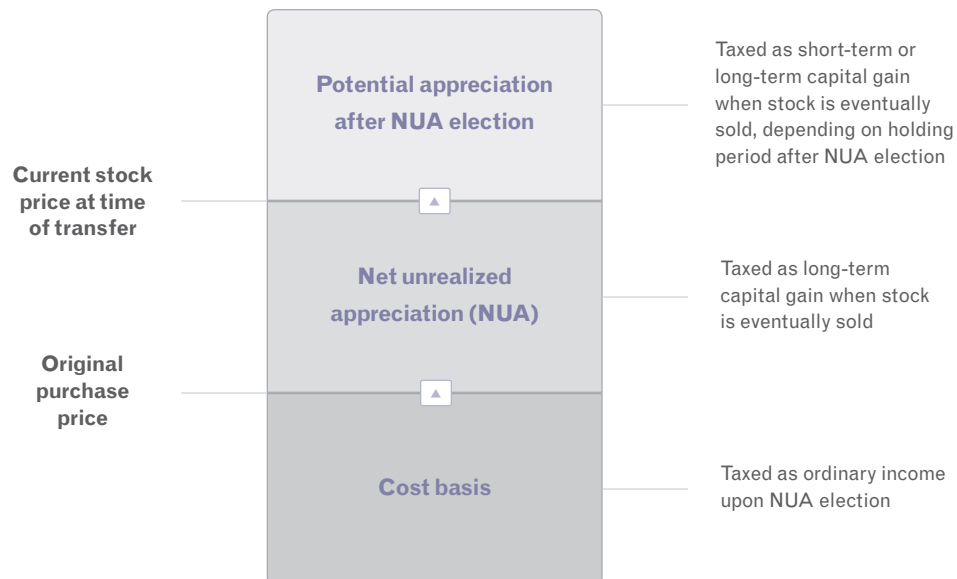 Potential appreciation
after NUA election
Taxed as short-term or
long-term capital gain
when stock is eventually
sold, depending on holding
period after NUA election
Current stock
price at time
of transfer
Net unrealized
appreciation (NUA)
Taxed as long-term
capital gain when stock
is eventually sold
Original
purchase
price
Cost basis
Taxed as ordinary income
upon NUA election